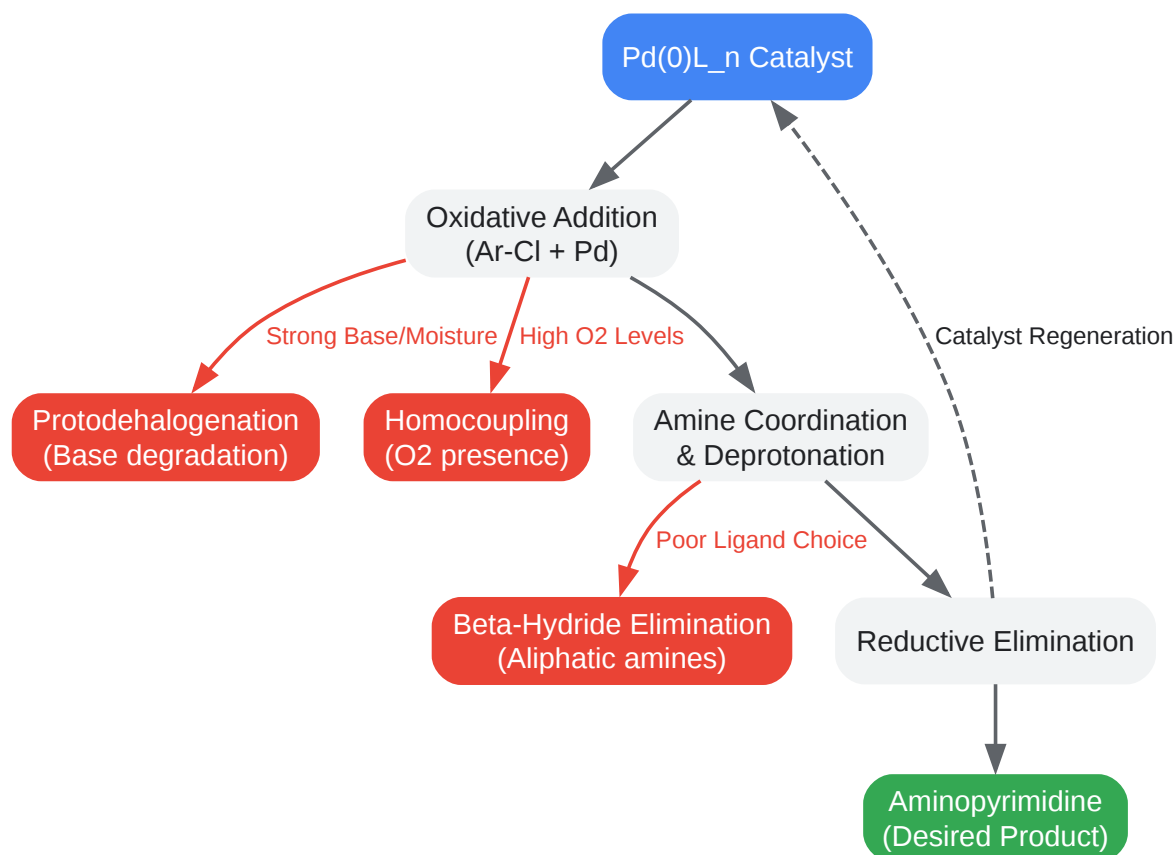 Pd(0)L_n Catalyst
Oxidative Addition
(Ar-Cl + Pd)
Strong Base/Moisture
High O2 Levels
Catalyst Regeneration
Protodehalogenation
(Base degradation)
Homocoupling
(O2 presence)
Amine Coordination
& Deprotonation
Poor Ligand Choice
Beta-Hydride Elimination
(Aliphatic amines)
Reductive Elimination
Aminopyrimidine
(Desired Product)